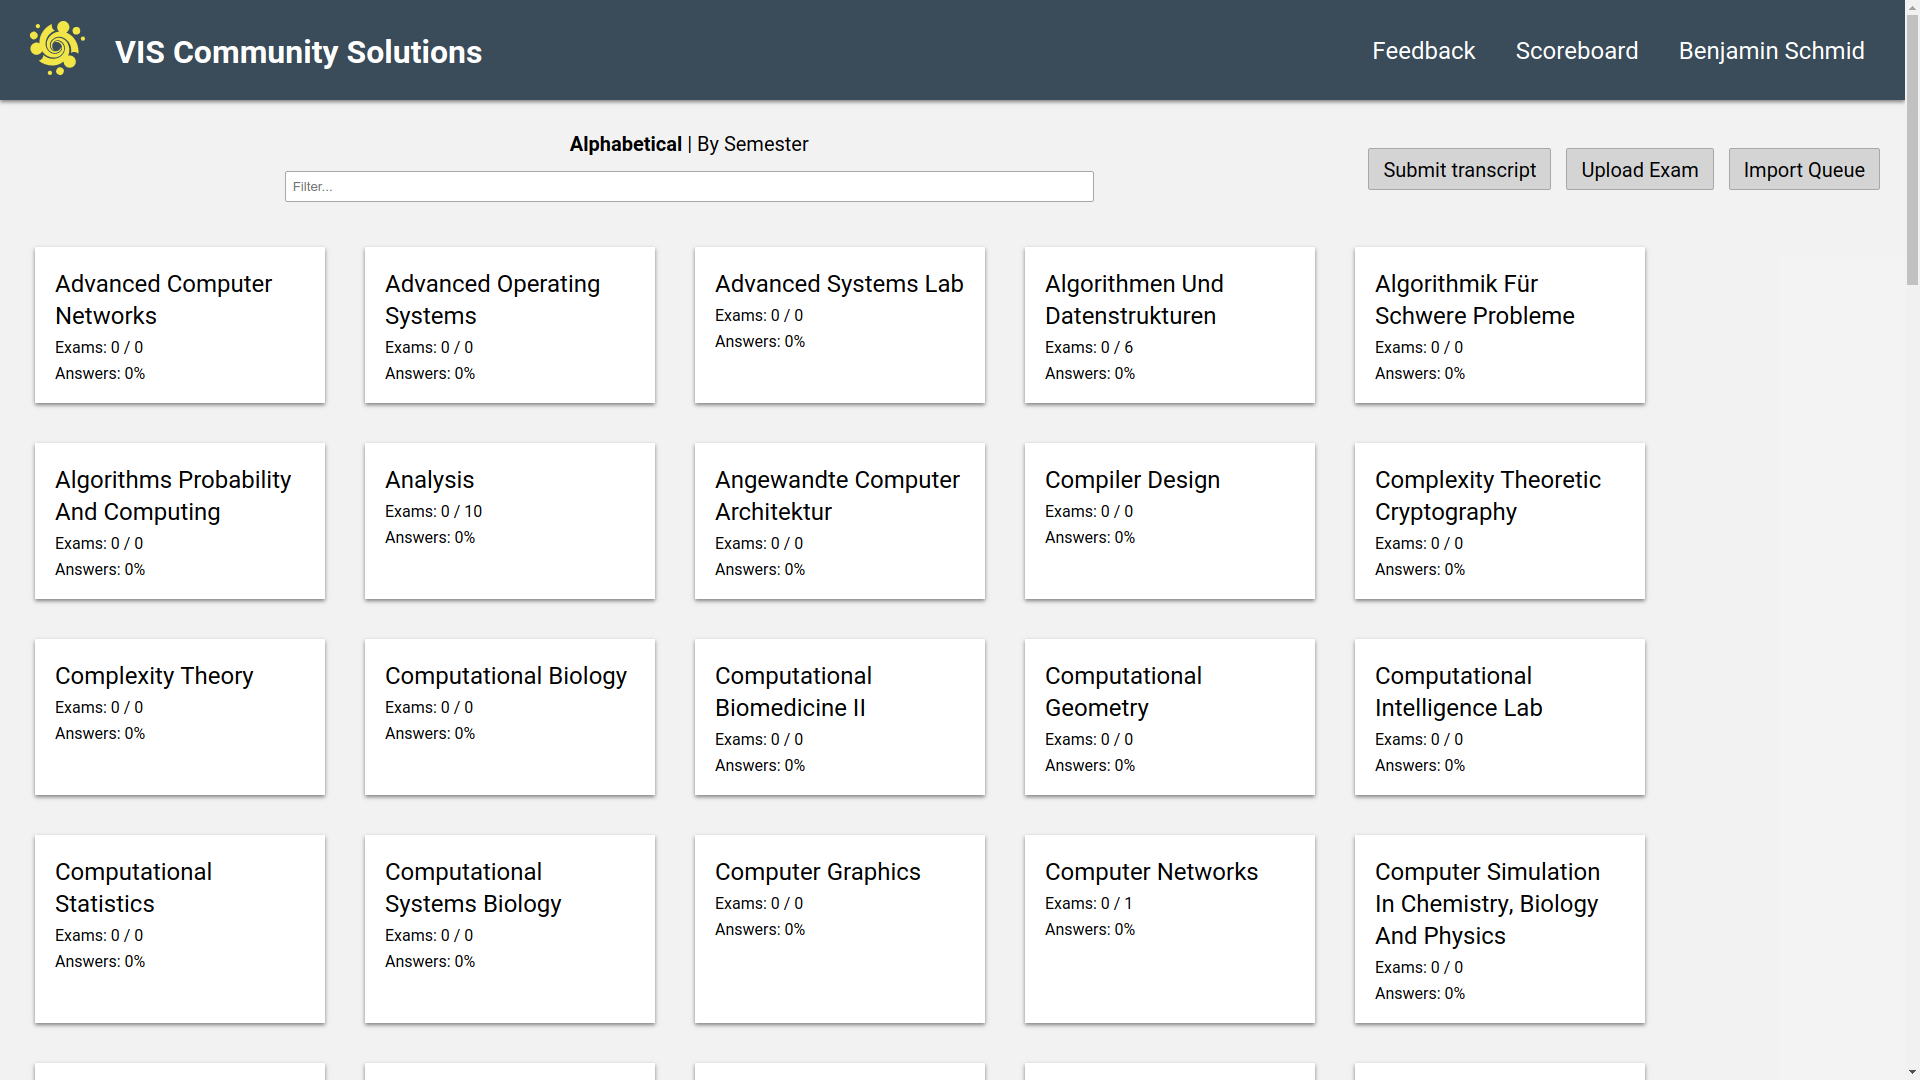 VIS Community Solutions
Feedback
Scoreboard
Benjamin Schmid
Alphabetical | By Semester
Filter...
Submit transcript
Upload Exam
Import Queue
Advanced Computer
Networks
Exams: 0 / 0
Answers: 0%
Advanced Operating
Systems
Exams: 0 / 0
Answers: 0%
Advanced Systems Lab
Exams: 0 / 0
Answers: 0%
Algorithmen Und
Datenstrukturen
Exams: 0 / 6
Answers: 0%
Algorithmik Für
Schwere Probleme
Exams: 0 / 0
Answers: 0%
Algorithms Probability
And Computing
Exams: 0 / 0
Answers: 0%
Analysis
Exams: 0 / 10
Answers: 0%
Angewandte Computer
Architektur
Exams: 0 / 0
Answers: 0%
Compiler Design
Exams: 0 / 0
Answers: 0%
Complexity Theoretic
Cryptography
Exams: 0 / 0
Answers: 0%
Complexity Theory
Exams: 0 / 0
Answers: 0%
Computational Biology
Exams: 0 / 0
Answers: 0%
Computational
Biomedicine II
Exams: 0 / 0
Answers: 0%
Computational
Geometry
Exams: 0 / 0
Answers: 0%
Computational
Intelligence Lab
Exams: 0 / 0
Answers: 0%
Computational
Statistics
Exams: 0 / 0
Answers: 0%
Computational
Systems Biology
Exams: 0 / 0
Answers: 0%
Computer Graphics
Exams: 0 / 0
Answers: 0%
Computer Networks
Exams: 0 / 1
Answers: 0%
Computer Simulation
In Chemistry, Biology
And Physics
Exams: 0 / 0
Answers: 0%